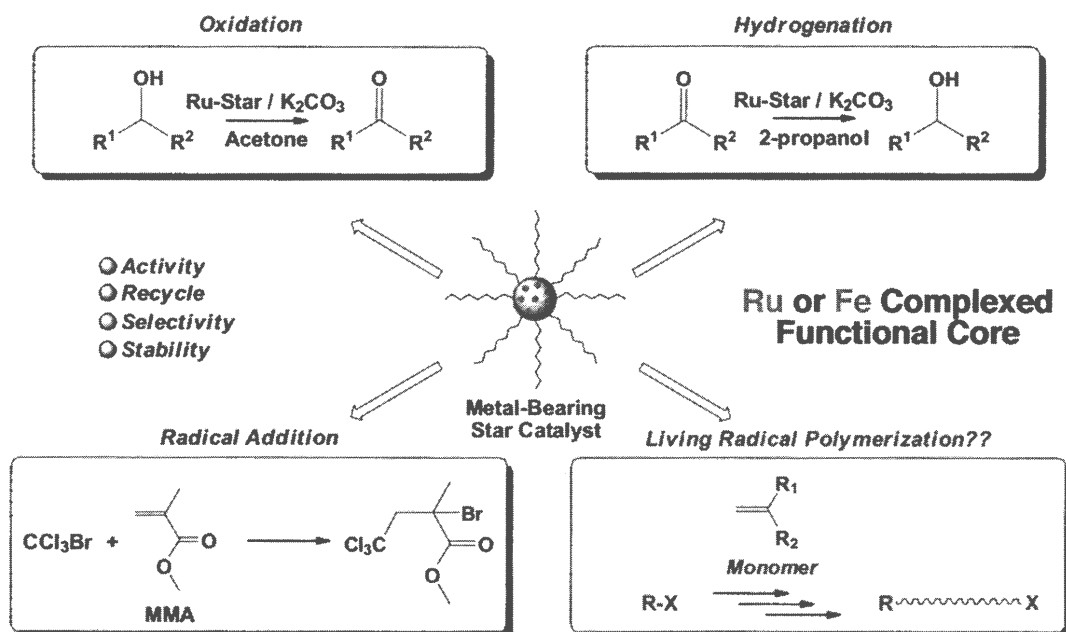 Oxidation
OH
Ru-Star / K₂CO₃
Acetone
R¹ R²
O
R¹ R²
Hydrogenation
O
Ru-Star / K₂CO₃
2-propanol
R¹ R²
OH
R¹ R²
Activity
Recycle
Selectivity
Stability
Ru or Fe Complexed
Functional Core
Metal-Bearing
Star Catalyst
Radical Addition
CCl₃Br +
O
O
MMA
Cl₃C
Br
O
O
Living Radical Polymerization??
R₁
R₂
Monomer
R-X
R X